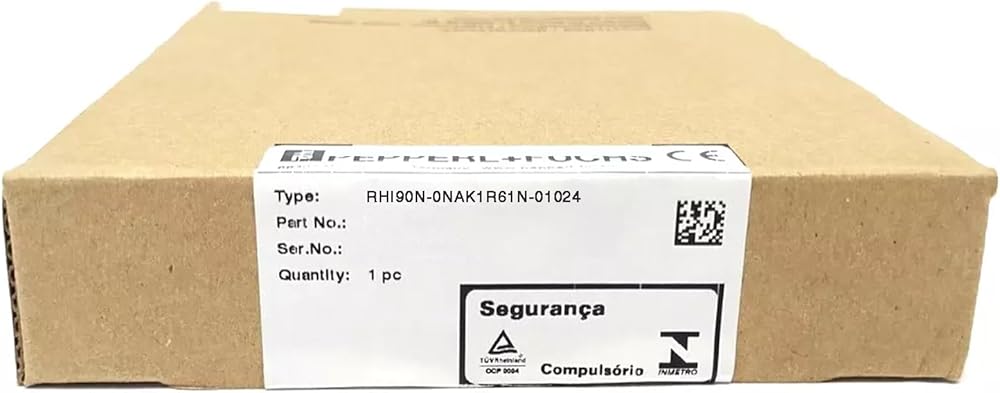 PEPPERL+FUCHS CE
Type: RHI90N-0NAK1R61N-01024
Part No.:
Ser.No.:
Quantity: 1 pc
Segurança
TÜVRheinland
OCP 0004
Compulsório
INMETRO